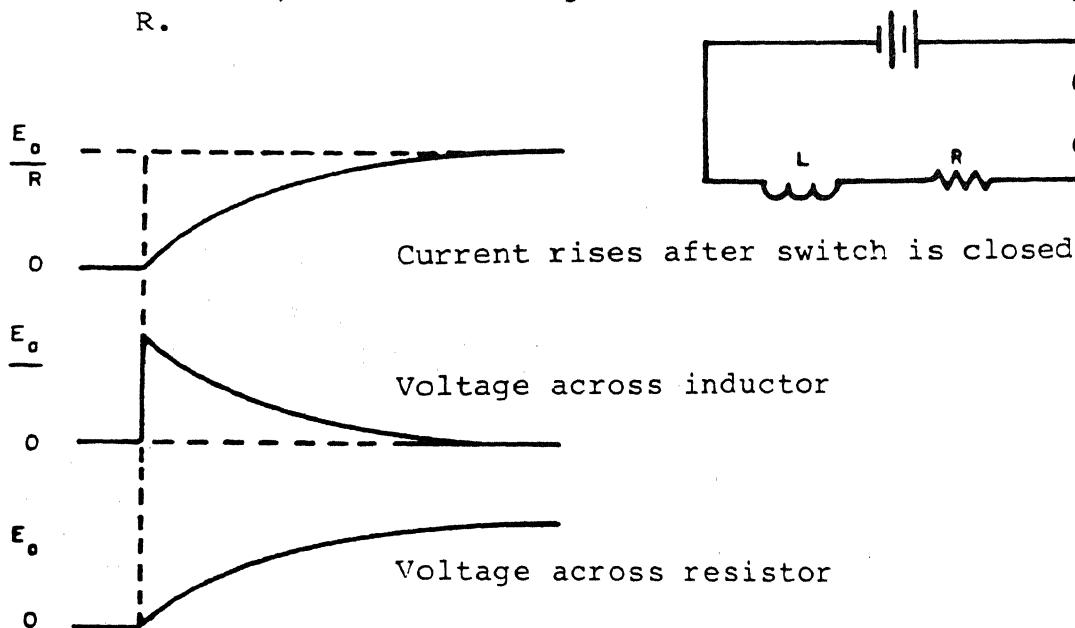 R.
E₀
R
L
R
0
Current rises after switch is closed
E₀
Voltage across inductor
0
E₀
Voltage across resistor
0